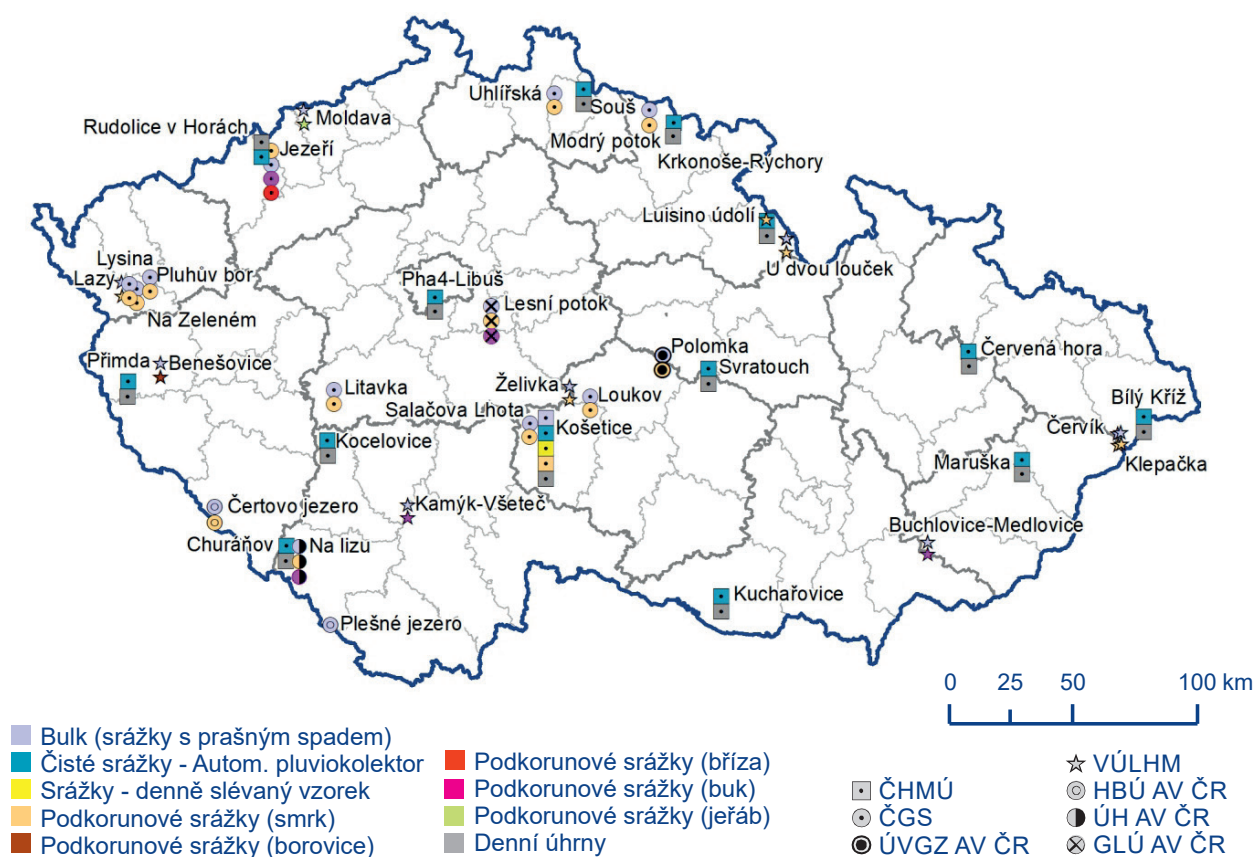 Uhlířská
Souš
Moldava
Rudolice v Horách
Modrý potok
Jezeří
Krkonoše-Rýchory
Luisino údolí
U dvou louček
Lysina
Pluhův bor
Lazy
Pha4-Libuš
Lesní potok
Na Zeleném
Polomka
Přimda
Benešovice
Svratouch
Červená hora
Litavka
Želivka
Loukov
Bílý Kříž
Salačova Lhota
Košetice
Červík
Kocelovice
Maruška
Klepačka
Čertovo jezero
Kamýk-Všeteč
Buchlovice-Medlovice
Churáňov
Na lizu
Kuchařovice
Plešné jezero
0 25 50 100 km
Bulk (srážky s prašným spadem)
Čisté srážky - Autom. pluviokolektor
Srážky - denně slévaný vzorek
Podkorunové srážky (smrk)
Podkorunové srážky (borovice)
Podkorunové srážky (bříza)
Podkorunové srážky (buk)
Podkorunové srážky (jeřáb)
Denní úhrny
ČHMÚ
ČGS
ÚVGZ AV ČR
VÚLHM
HBÚ AV ČR
ÚH AV ČR
GLÚ AV ČR